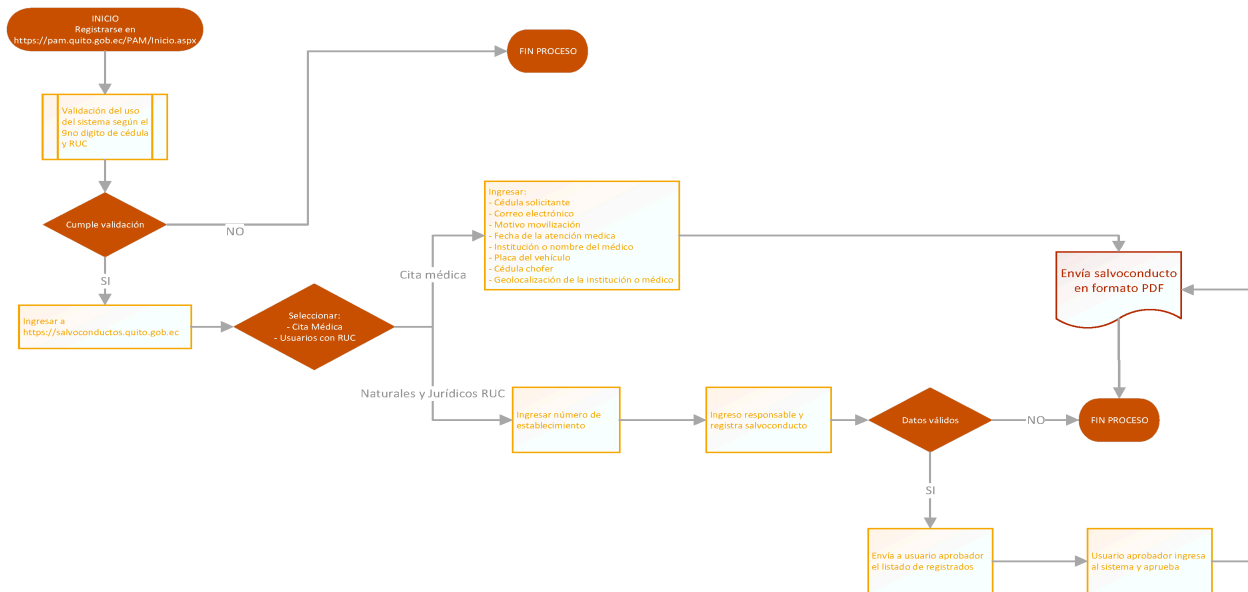 INICIO
Registrarse en
https://pam.quito.gob.ec/PAM/Inicio.aspx
FIN PROCESO
Validación del uso
del sistema según el
9no digito de cédula
y RUC
Cumple validación
NO
SI
Ingresar a
https://salvoconductos.quito.gob.ec
Seleccionar:
- Cita Médica
- Usuarios con RUC
Cita médica
Ingresar:
- Cédula solicitante
- Correo electrónico
- Motivo movilización
- Fecha de la atención medica
- Institución o nombre del médico
- Placa del vehículo
- Cédula chofer
- Geolocalización de la institución o médico
Envía salvoconducto
en formato PDF
Naturales y Jurídicos RUC
Ingresar número de
establecimiento
Ingreso responsable y
registra salvoconducto
Datos válidos
NO
FIN PROCESO
SI
Envía a usuario aprobador
el listado de registrados
Usuario aprobador ingresa
al sistema y aprueba